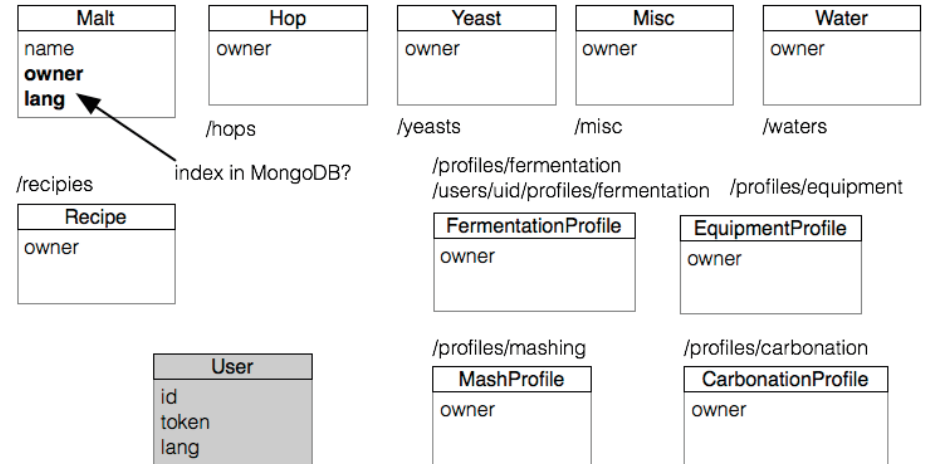 Malt
name
owner
lang
Hop
owner
/hops
Yeast
owner
/yeasts
Misc
owner
/misc
Water
owner
/waters
index in MongoDB?
/recipies
Recipe
owner
/profiles/fermentation
/users/uid/profiles/fermentation
FermentationProfile
owner
/profiles/equipment
EquipmentProfile
owner
User
id
token
lang
/profiles/mashing
MashProfile
owner
/profiles/carbonation
CarbonationProfile
owner